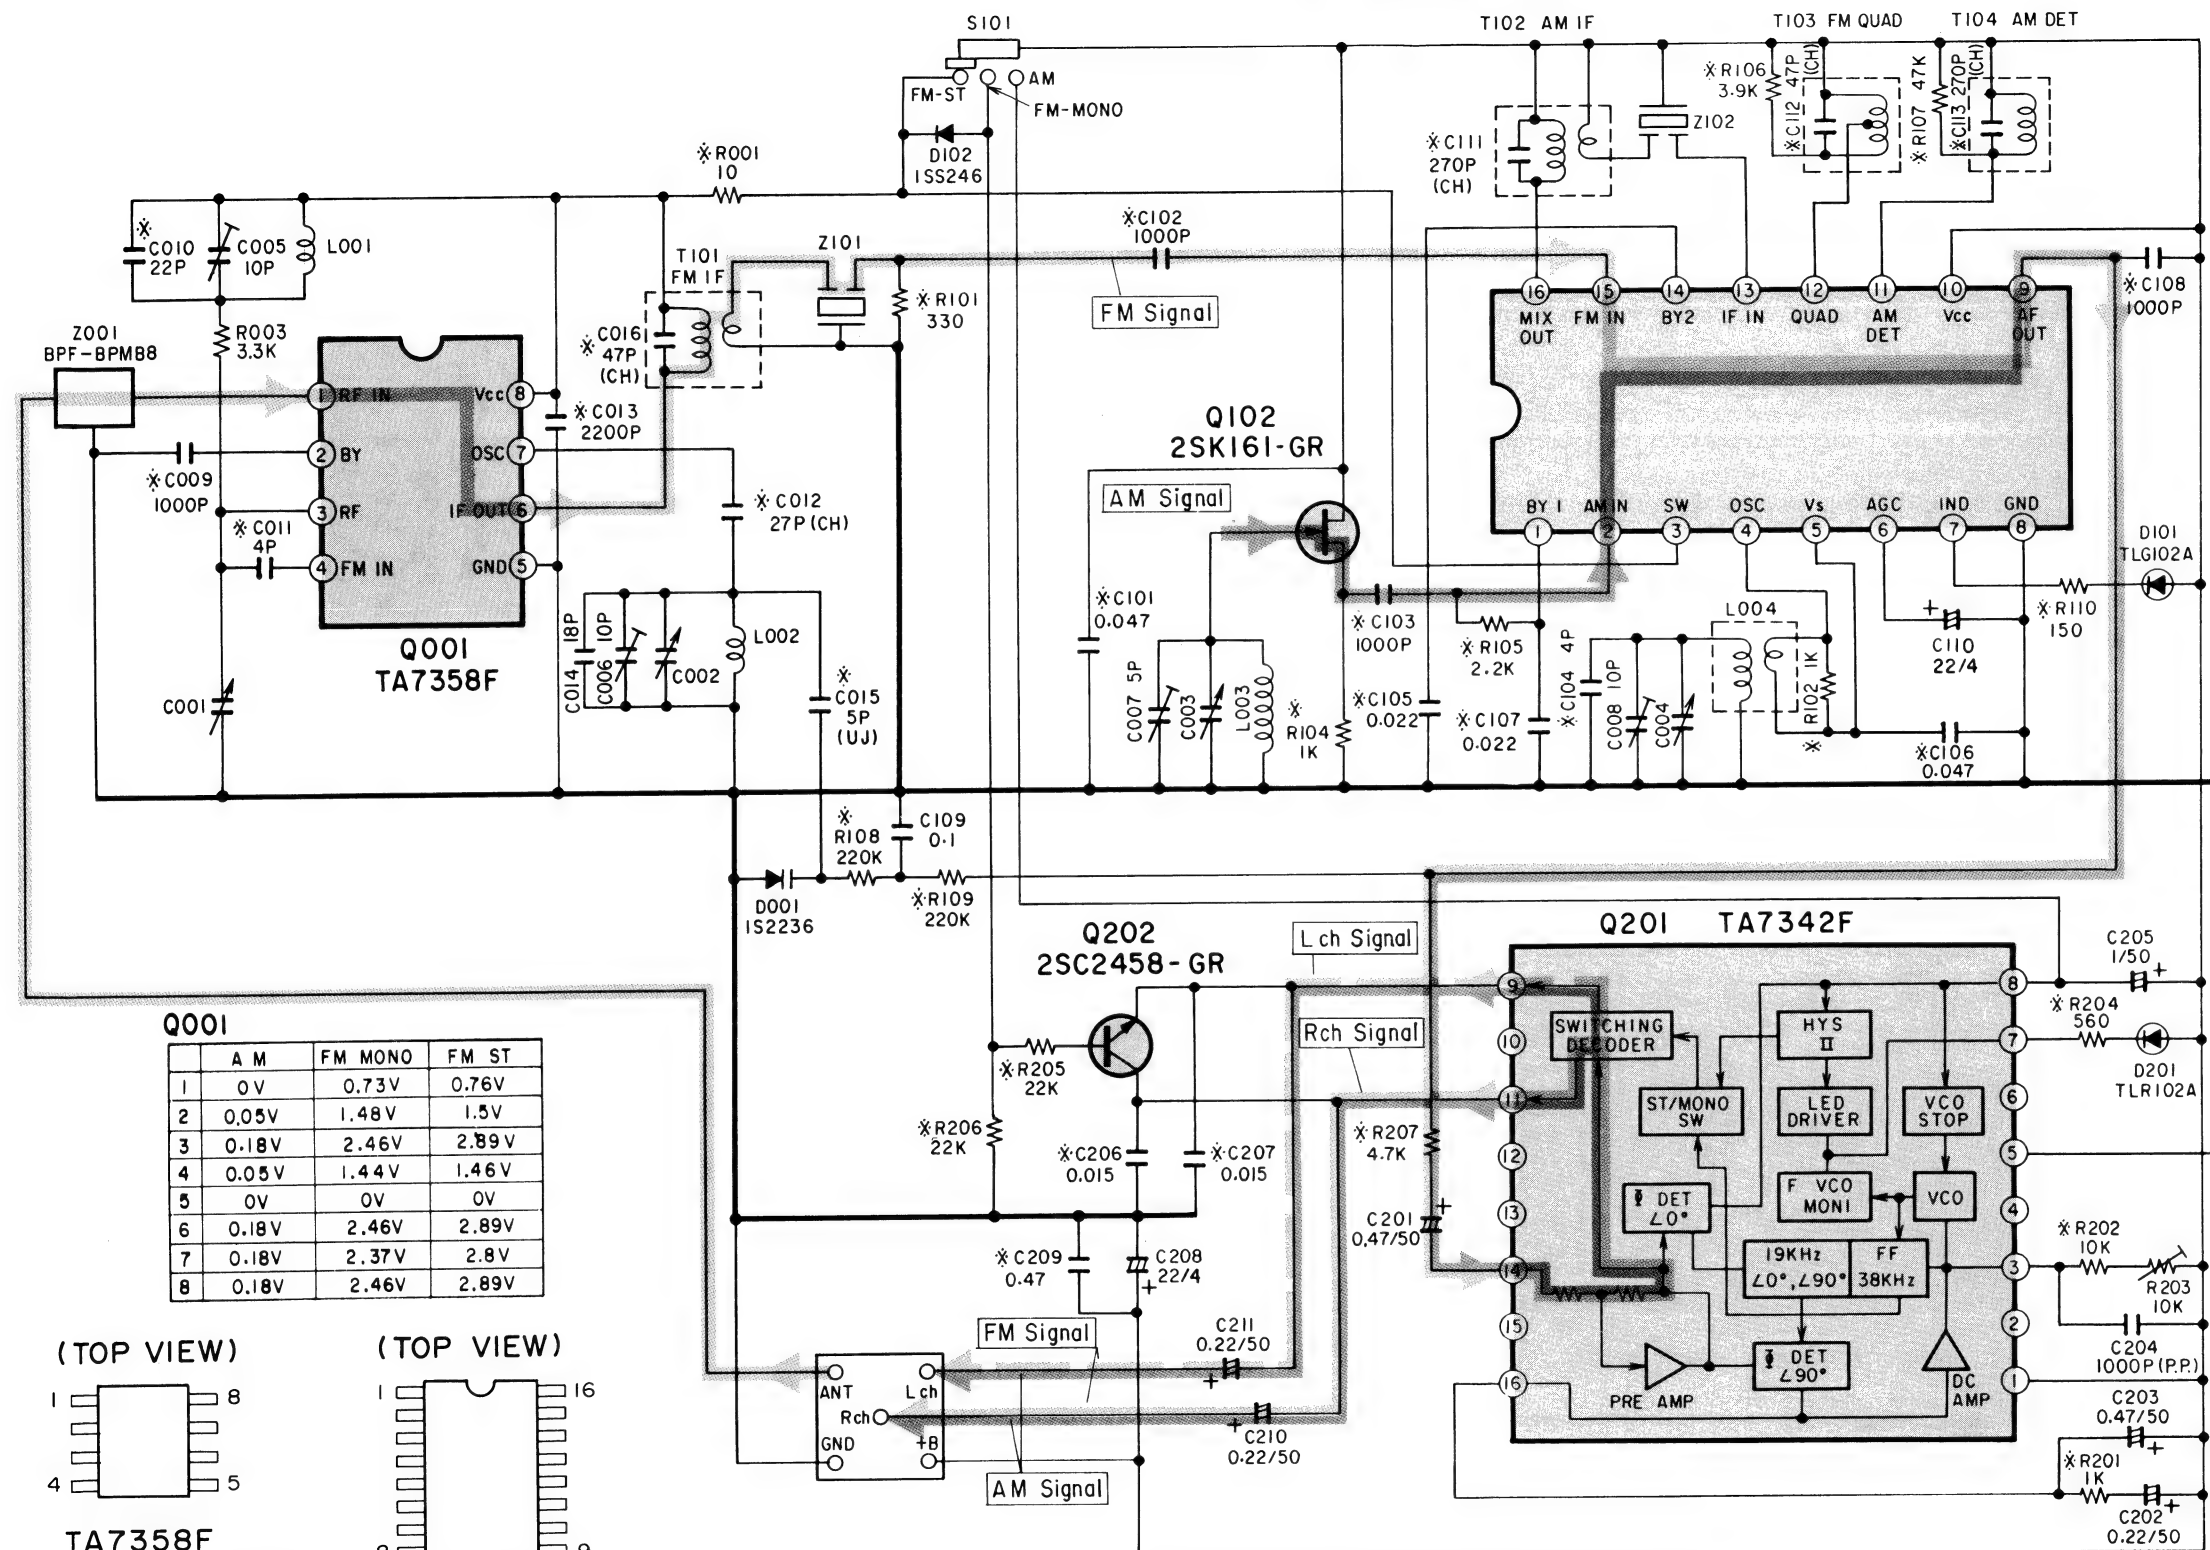 S101
FM-ST
AM
FM-MONO
D102
1SS246
※R001
10
T102 AM IF
T103 FM QUAD
T104 AM DET
※C111
270P
(CH)
Z102
※R106
3.9K
※C112 47P
(CH)
※R107 47K
※C113 270P
(CH)
※
C010
22P
C005
10P
L001
Z001
BPF-BPMB8
R003
3.3K
T101
FM IF
Z101
※C102
1000P
C016
※ 47P
(CH)
※R101
330
FM Signal
1 RF IN
2 BY
3 RF
4 FM IN
Vcc 8
OSC 7
IF OUT 6
GND 5
Q001
TA7358F
※C009
1000P
※C011
4P
C001
※C013
2200P
※C012
27P(CH)
C014 18P
C006 10P
C002
L002
※
C015
5P
(UJ)
16
MIX
OUT
15
FM IN
14
BY2
13
IF IN
12
QUAD
11
AM
DET
10
Vcc
9
AF
OUT
※C108
1000P
BY 1
1
AM IN
2
SW
3
OSC
4
Vs
5
AGC
6
IND
7
GND
8
Q102
2SK161-GR
AM Signal
※C101
0.047
C007 5P
C003
L003
※
R104
1K
※C103
1000P
※R105
2.2K
※C105
0.022
※C107
0.022
※C104 4P
C008 10P
C004
L004
※ R102 1K
※C106
0.047
+
C110
22/4
※R110
150
D101
TLG102A
※
R108
220K
C109
0.1
D001
1S2236
※R109
220K
Q202
2SC2458-GR
L ch Signal
Rch Signal
※R205
22K
※R206
22K
※C206
0.015
※C207
0.015
※C209
0.47
C208
22/4
+
※R207
4.7K
C201
0.47/50
+
Q201 TA7342F
9
10
11
12
13
14
15
16
8
7
6
5
4
3
2
1
SWITCHING
DECODER
HYS
II
ST/MONO
SW
LED
DRIVER
VCO
STOP
Φ DET
∠0°
F VCO
MONI
VCO
19KHz
∠0°,∠90°
FF
38KHz
PRE AMP
Φ DET
∠90°
DC
AMP
C205
1/50
+
※R204
560
D201
TLR102A
※R202
10K
R203
10K
C204
1000P(P.P.)
C203
0.47/50
+
※R201
1K
C202
0.22/50
+
Q001
AM FM MONO FM ST
1 0V 0.73V 0.76V
2 0.05V 1.48V 1.5V
3 0.18V 2.46V 2.89V
4 0.05V 1.44V 1.46V
5 0V 0V 0V
6 0.18V 2.46V 2.89V
7 0.18V 2.37V 2.8V
8 0.18V 2.46V 2.89V
(TOP VIEW)
1 8
4 5
TA7358F
(TOP VIEW)
1 16
ANT
L ch
Rch
GND
+B
FM Signal
AM Signal
C211
0.22/50
+
+
C210
0.22/50